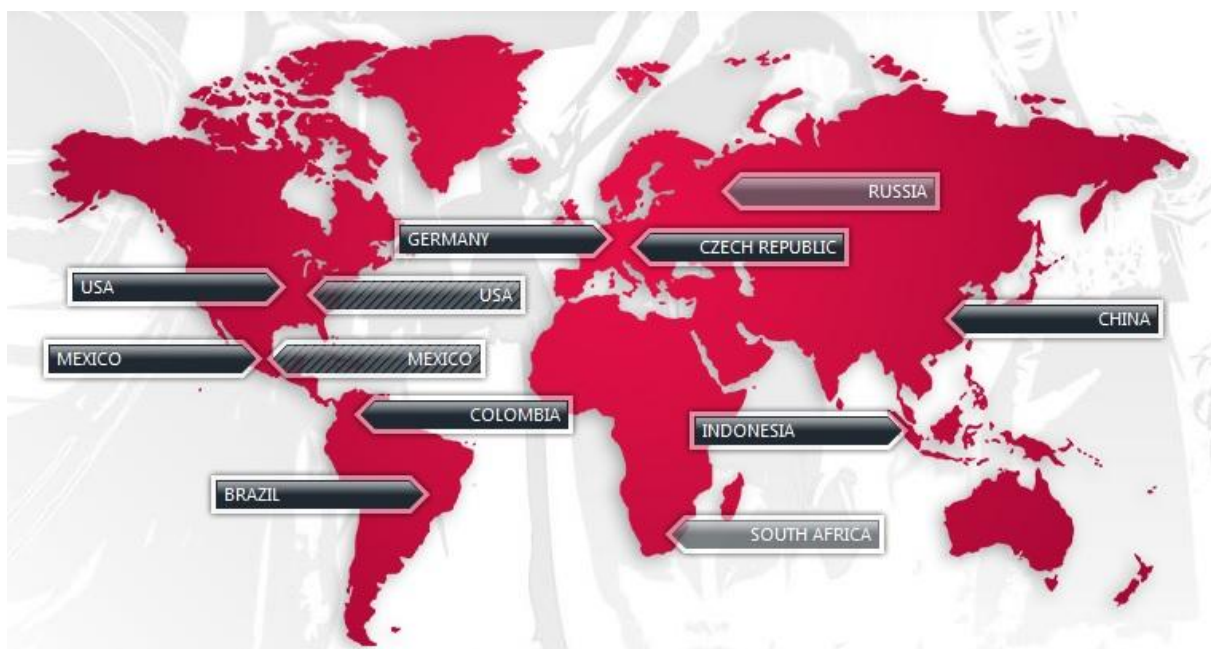 RUSSIA
GERMANY
CZECH REPUBLIC
USA
USA
CHINA
MEXICO
MEXICO
COLOMBIA
INDONESIA
BRAZIL
SOUTH AFRICA